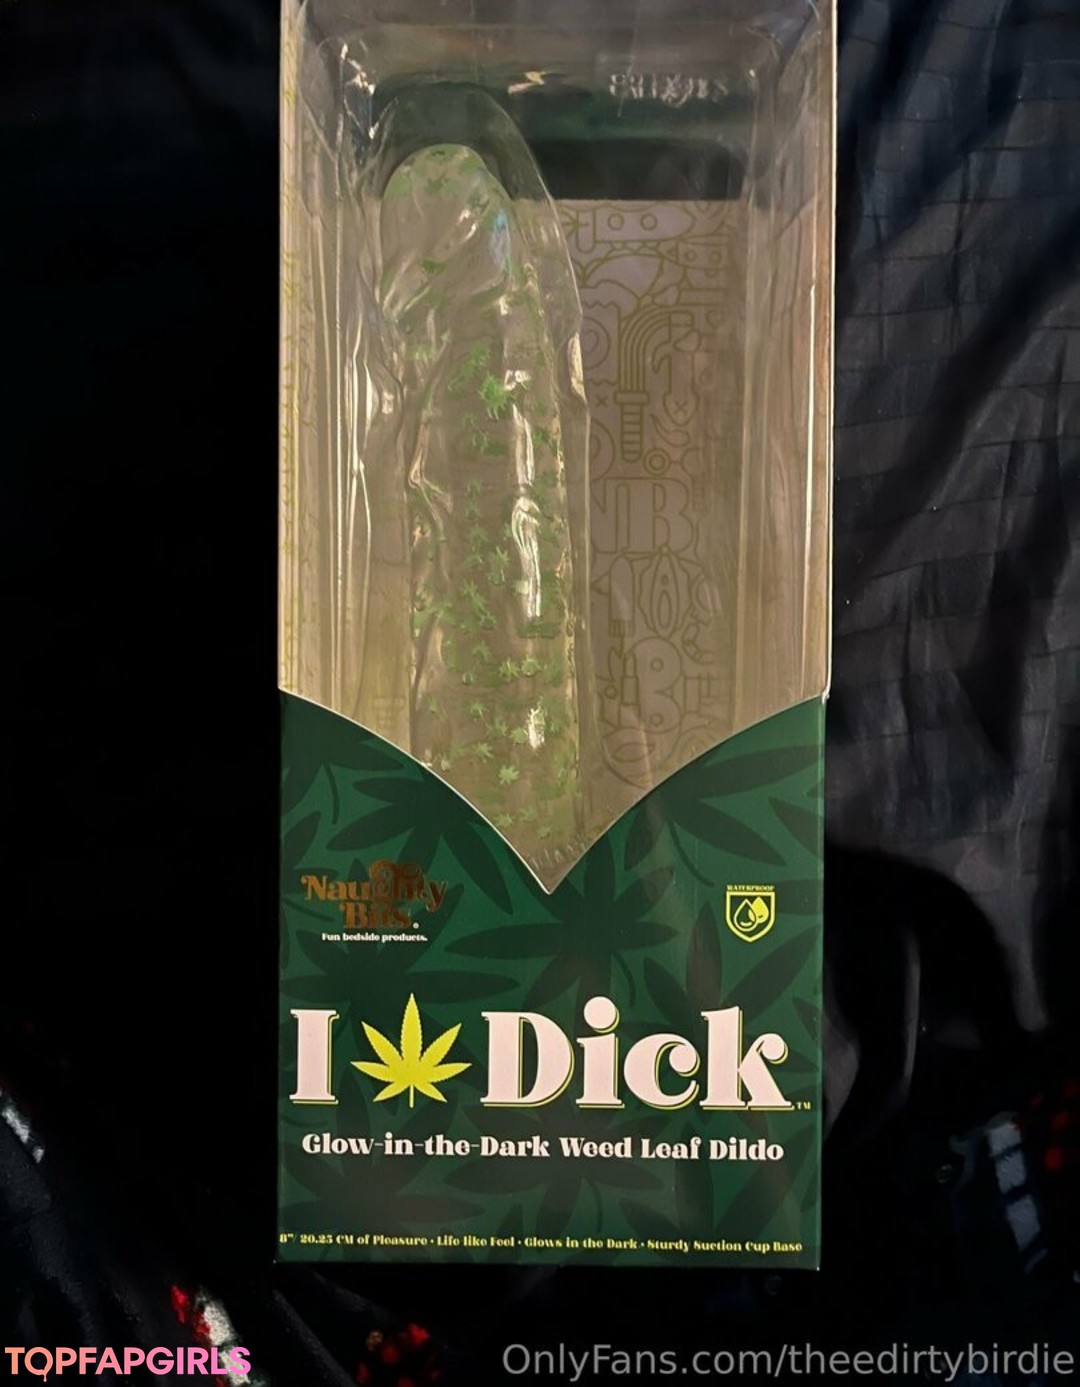 Naughty
Bits.
Fun bedside products.
WATERPROOF
I Dick™
Glow-in-the-Dark Weed Leaf Dildo
8"/ 20.25 CM of Pleasure • Life like Feel • Glows in the Dark • Sturdy Suction Cup Base
TOPFAPGIRLS
OnlyFans.com/theedirtybirdie